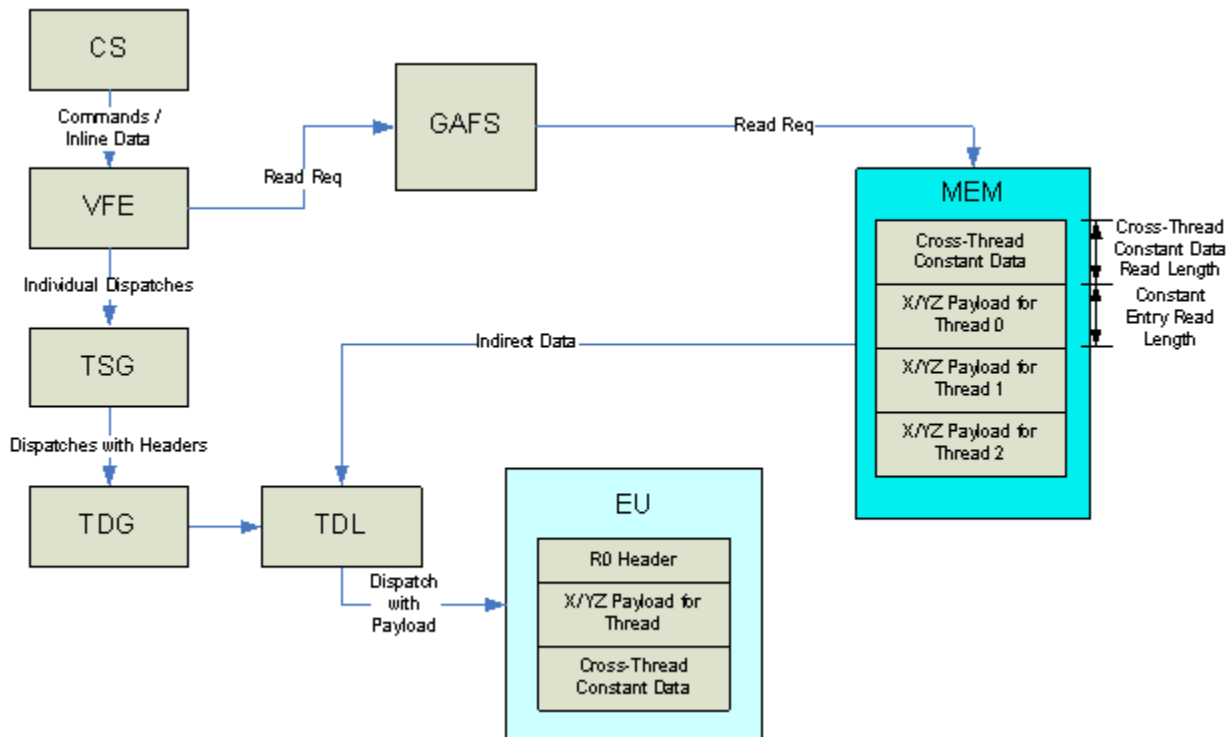 CS
Commands /
Inline Data
VFE
Read Req
GAFS
Read Req
MEM
Cross-Thread
Constant Data
X/YZ Payload for
Thread 0
X/YZ Payload for
Thread 1
X/YZ Payload for
Thread 2
Cross-Thread
Constant Data
Read Length
Constant
Entry Read
Length
Individual Dispatches
TSG
Indirect Data
Dispatches with Headers
TDG
TDL
Dispatch
with
Payload
EU
R0 Header
X/YZ Payload for
Thread
Cross-Thread
Constant Data